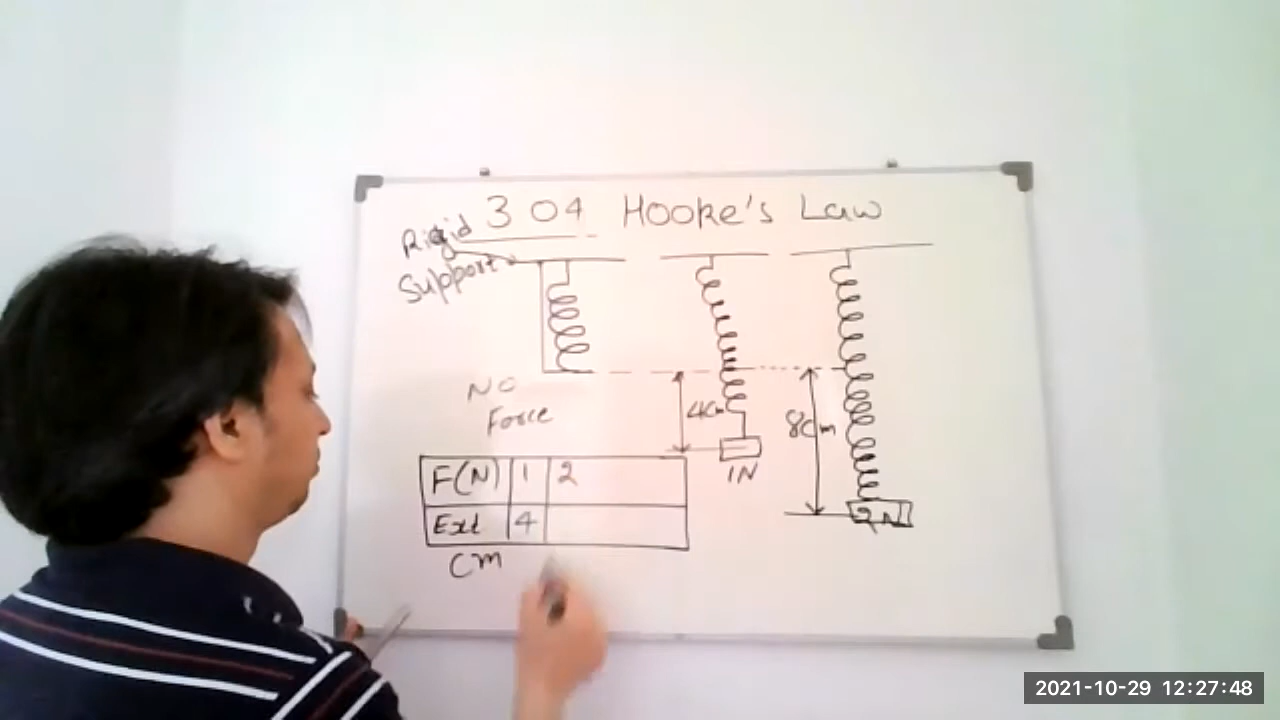 3 04 Hooke's Law
Rigid
Support
No
Force
4cm
1N
8cm
2N
F(N) 1 2
Ext 4
Cm
2021-10-29 12:27:48